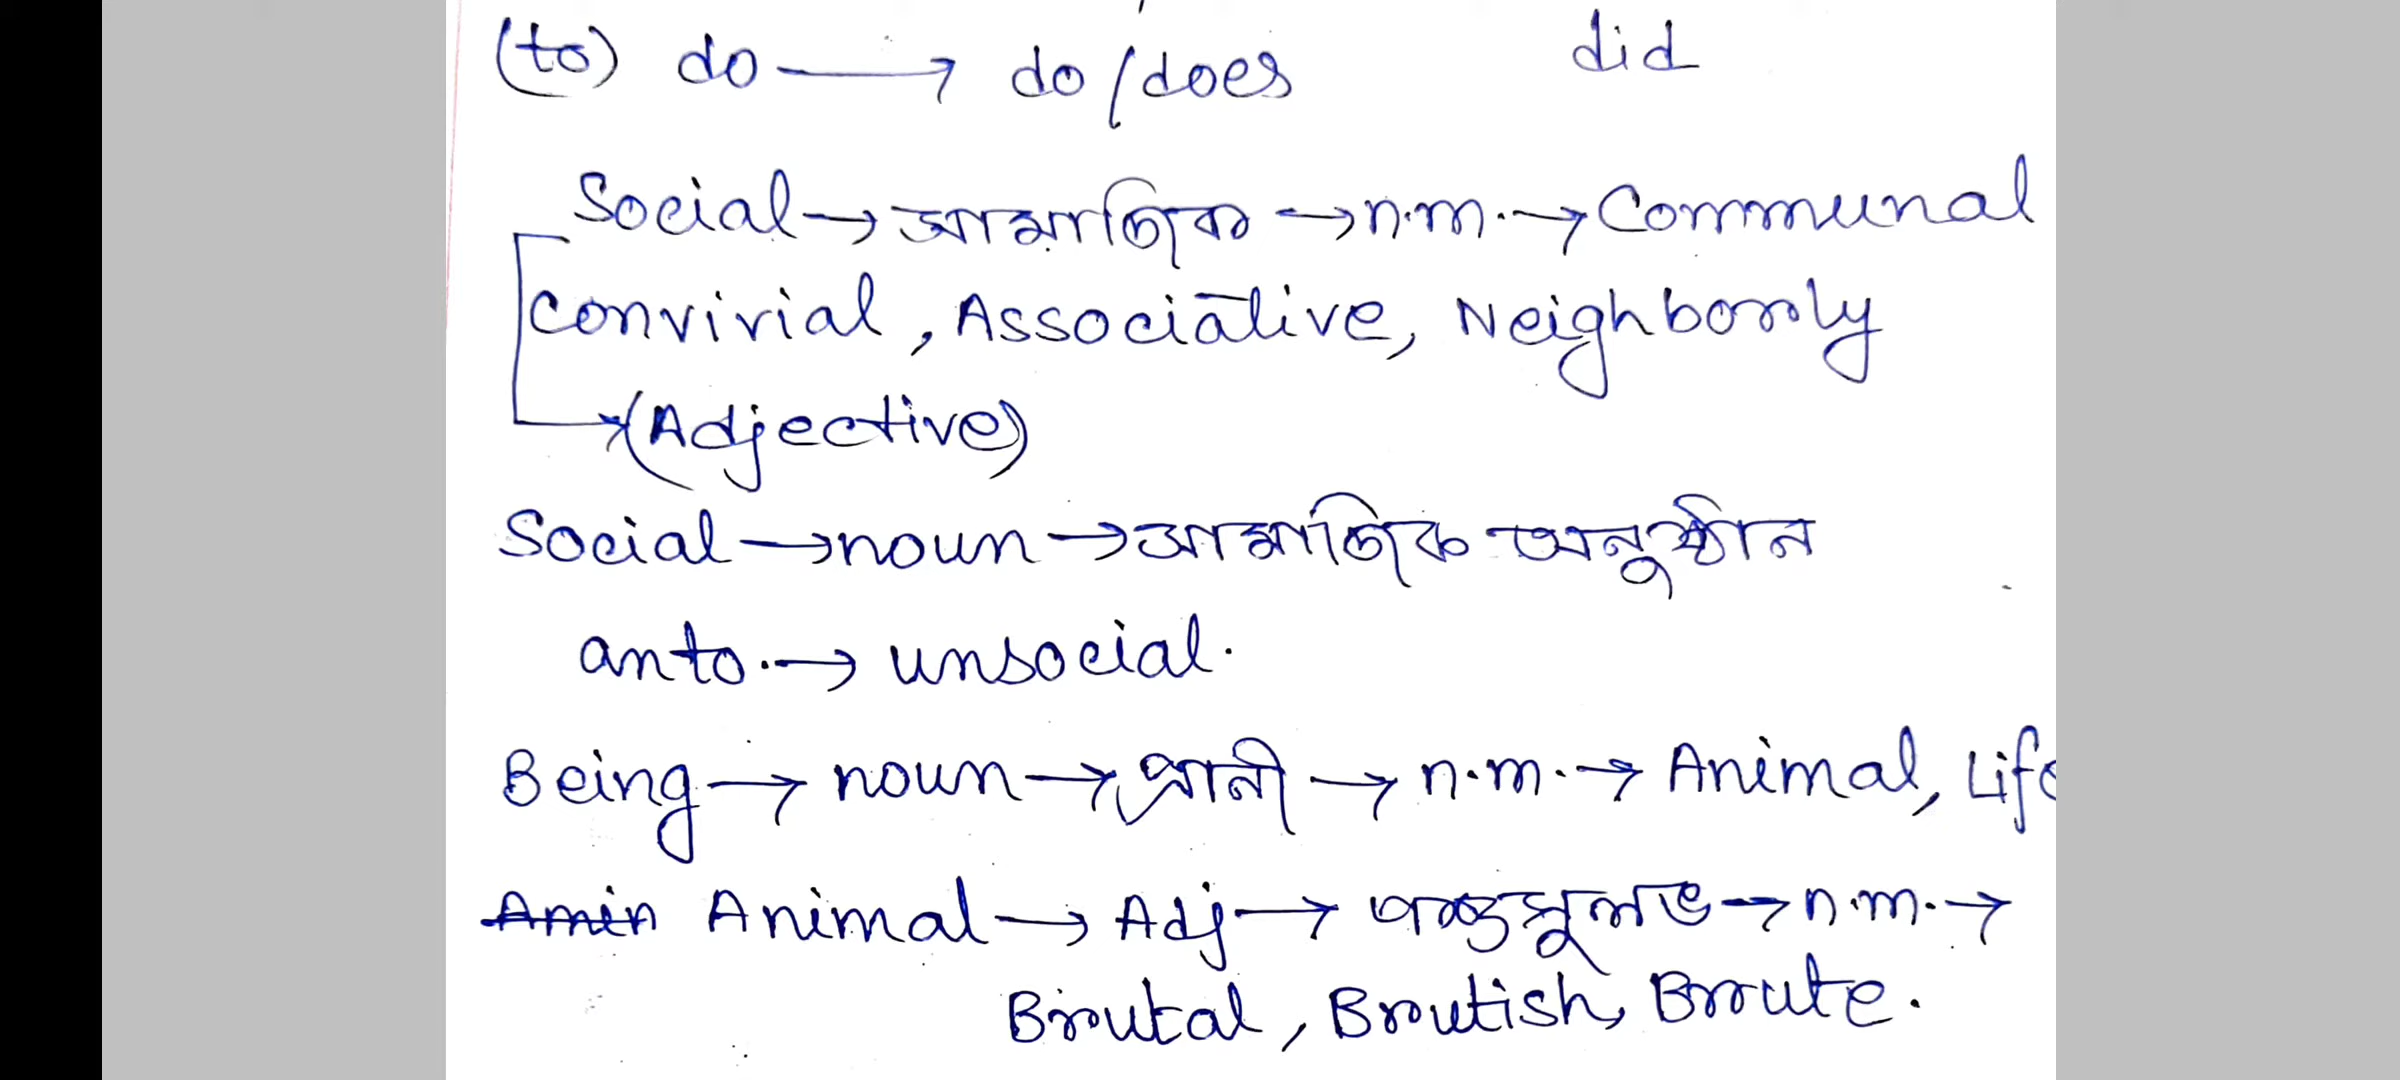 (to) do → do/does did
Social → সামাজিক → n.m. → Communal
Convivial, Associative, Neighborly
→ (Adjective)
Social → noun → সামাজিক অনুষ্ঠান
anto. → unsocial.
Being → noun → প্রানী → n.m. → Animal, Life
Amin Animal → Adj → পশুসুলভ → n.m. →
Brutal, Brutish, Brute.